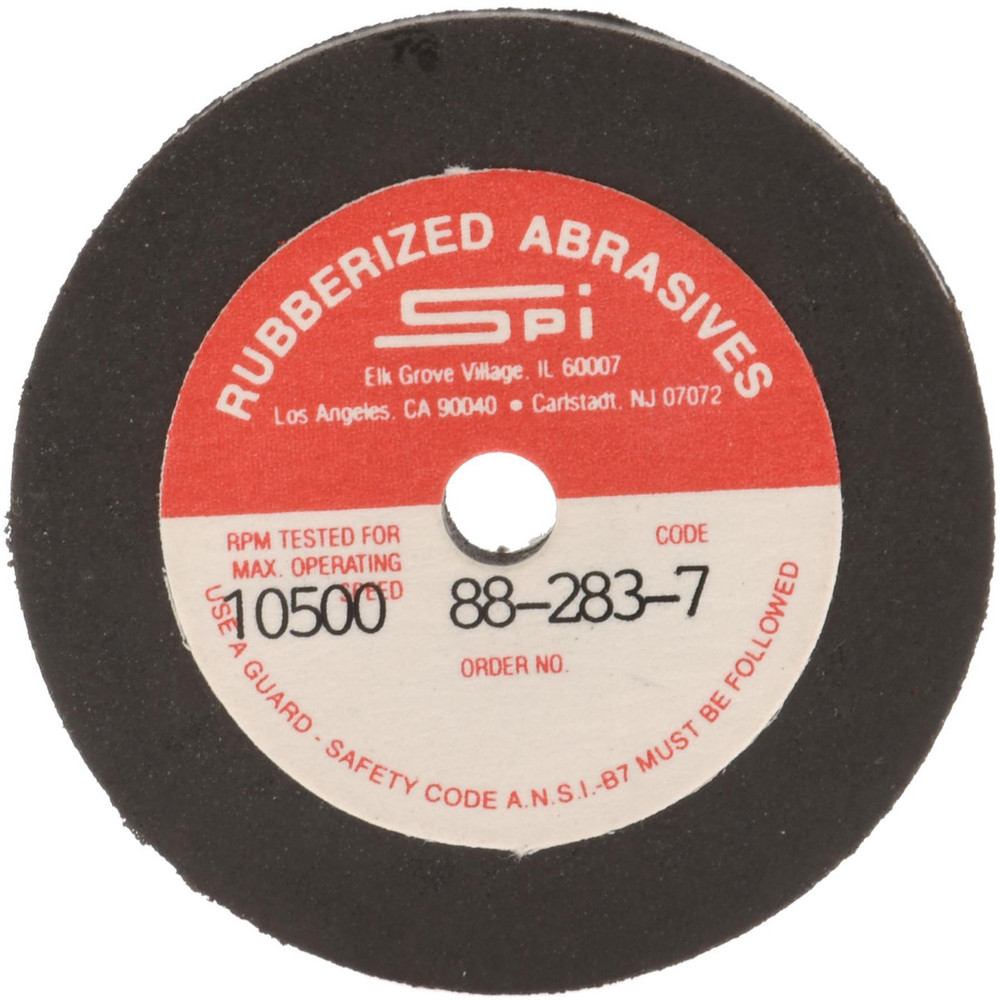 RUBBERIZED ABRASIVES
SPi
Elk Grove Village, IL 60007
Los Angeles, CA 90040 • Carlstadt, NJ 07072
RPM TESTED FOR
MAX. OPERATING
SPEED
CODE
10500 88-283-7
ORDER NO.
USE A GUARD - SAFETY CODE A.N.S.I.-B7 MUST BE FOLLOWED